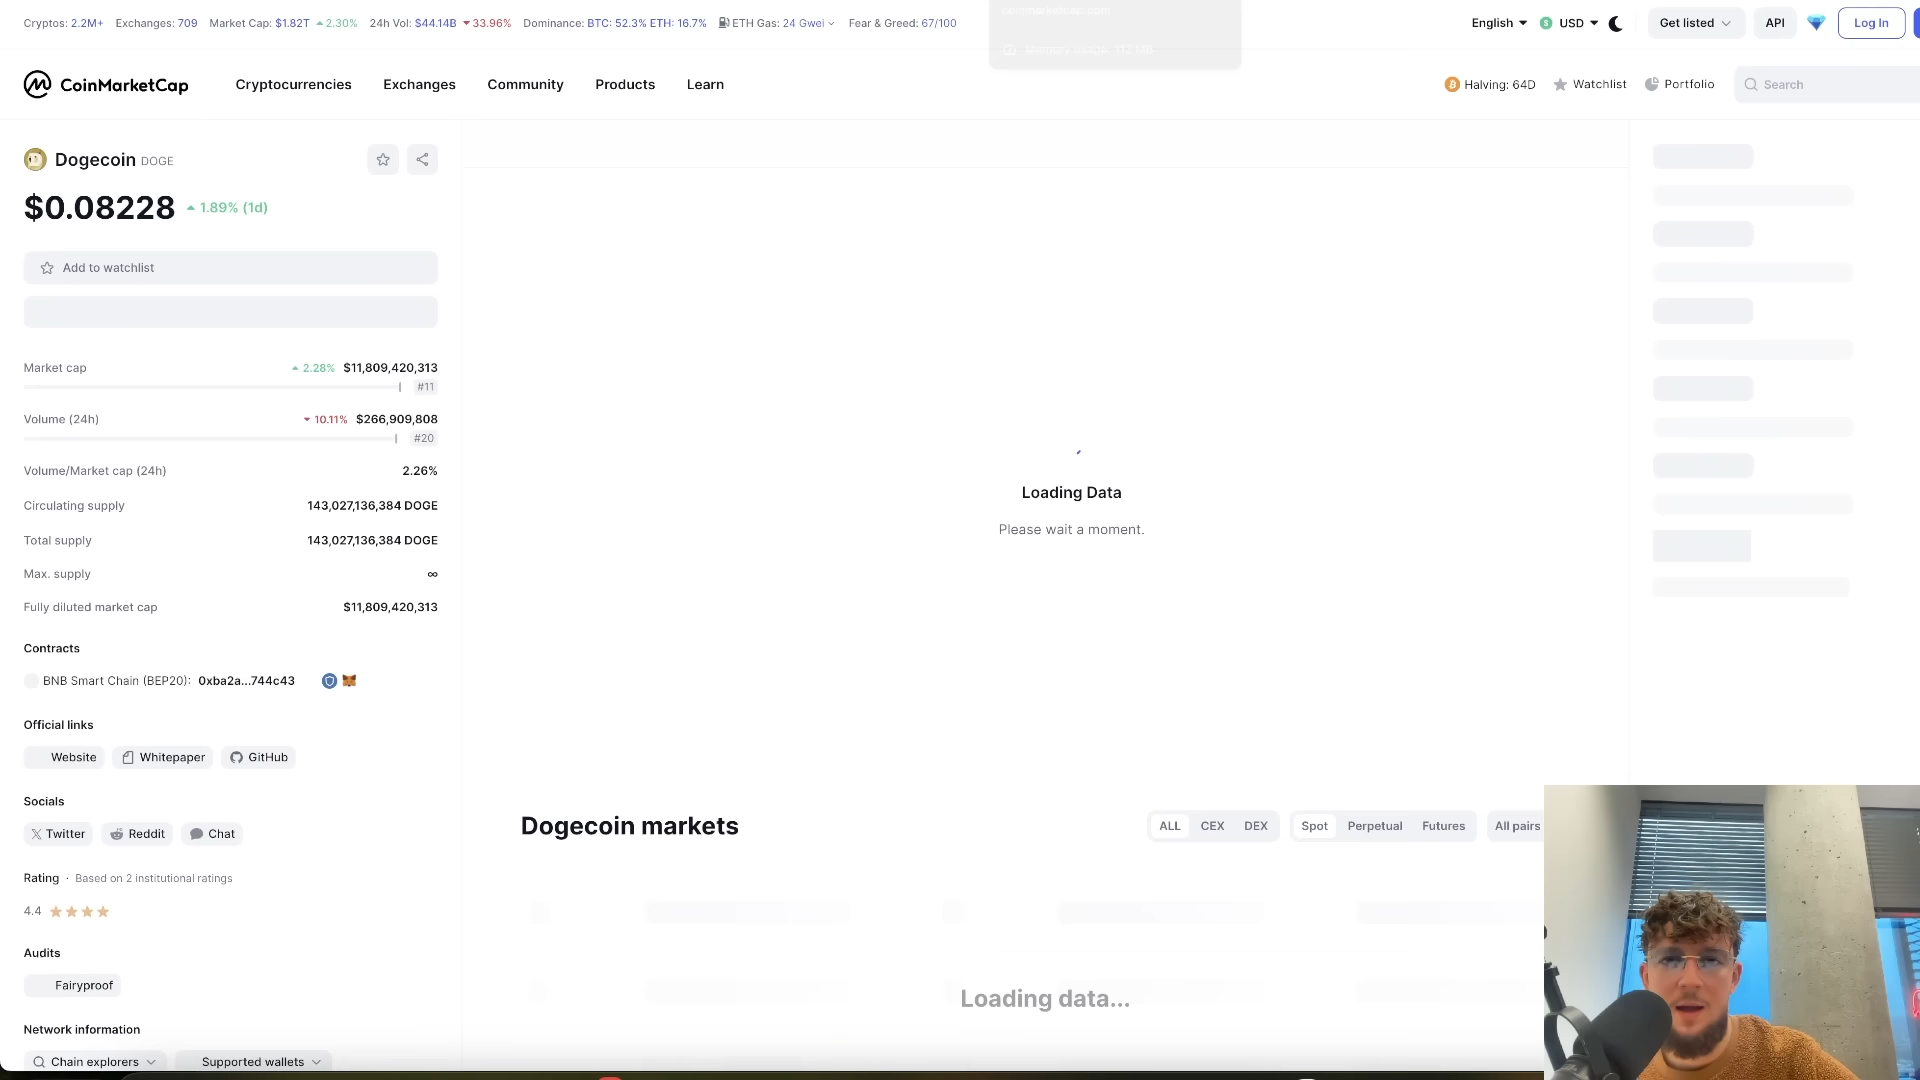 Cryptos: 2.2M+ Exchanges: 709 Market Cap: $1.82T 2.30% 24h Vol: $44.14B 33.96% Dominance: BTC: 52.3% ETH: 16.7% ETH Gas: 24 Gwei Fear & Greed: 67/100
English USD Get listed API Log In
CoinMarketCap Cryptocurrencies Exchanges Community Products Learn
Halving: 64D Watchlist Portfolio Search
Dogecoin DOGE
$0.08228 1.89% (1d)
Add to watchlist
Market cap 2.28% $11,809,420,313
#11
Volume (24h) 10.11% $266,909,808
#20
Volume/Market cap (24h) 2.26%
Circulating supply 143,027,136,384 DOGE
Total supply 143,027,136,384 DOGE
Max. supply ∞
Fully diluted market cap $11,809,420,313
Contracts
BNB Smart Chain (BEP20): 0xba2a...744c43
Official links
Website Whitepaper GitHub
Socials
Twitter Reddit Chat
Rating · Based on 2 institutional ratings
4.4
Audits
Fairyproof
Network information
Chain explorers Supported wallets
Loading Data
Please wait a moment.
Dogecoin markets
ALL CEX DEX Spot Perpetual Futures All pairs
Loading data...